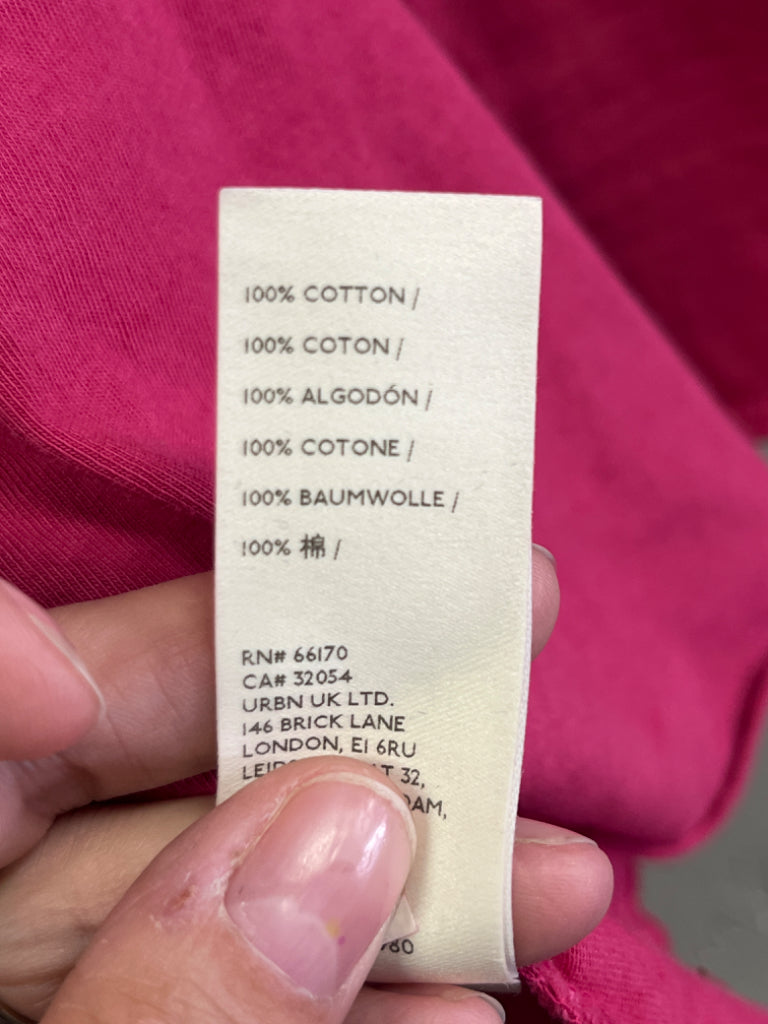 100% COTTON /
100% COTON /
100% ALGODÓN /
100% COTONE /
100% BAUMWOLLE /
100% 棉 /
RN# 66170
CA# 32054
URBN UK LTD.
146 BRICK LANE
LONDON, E1 6RU
32,